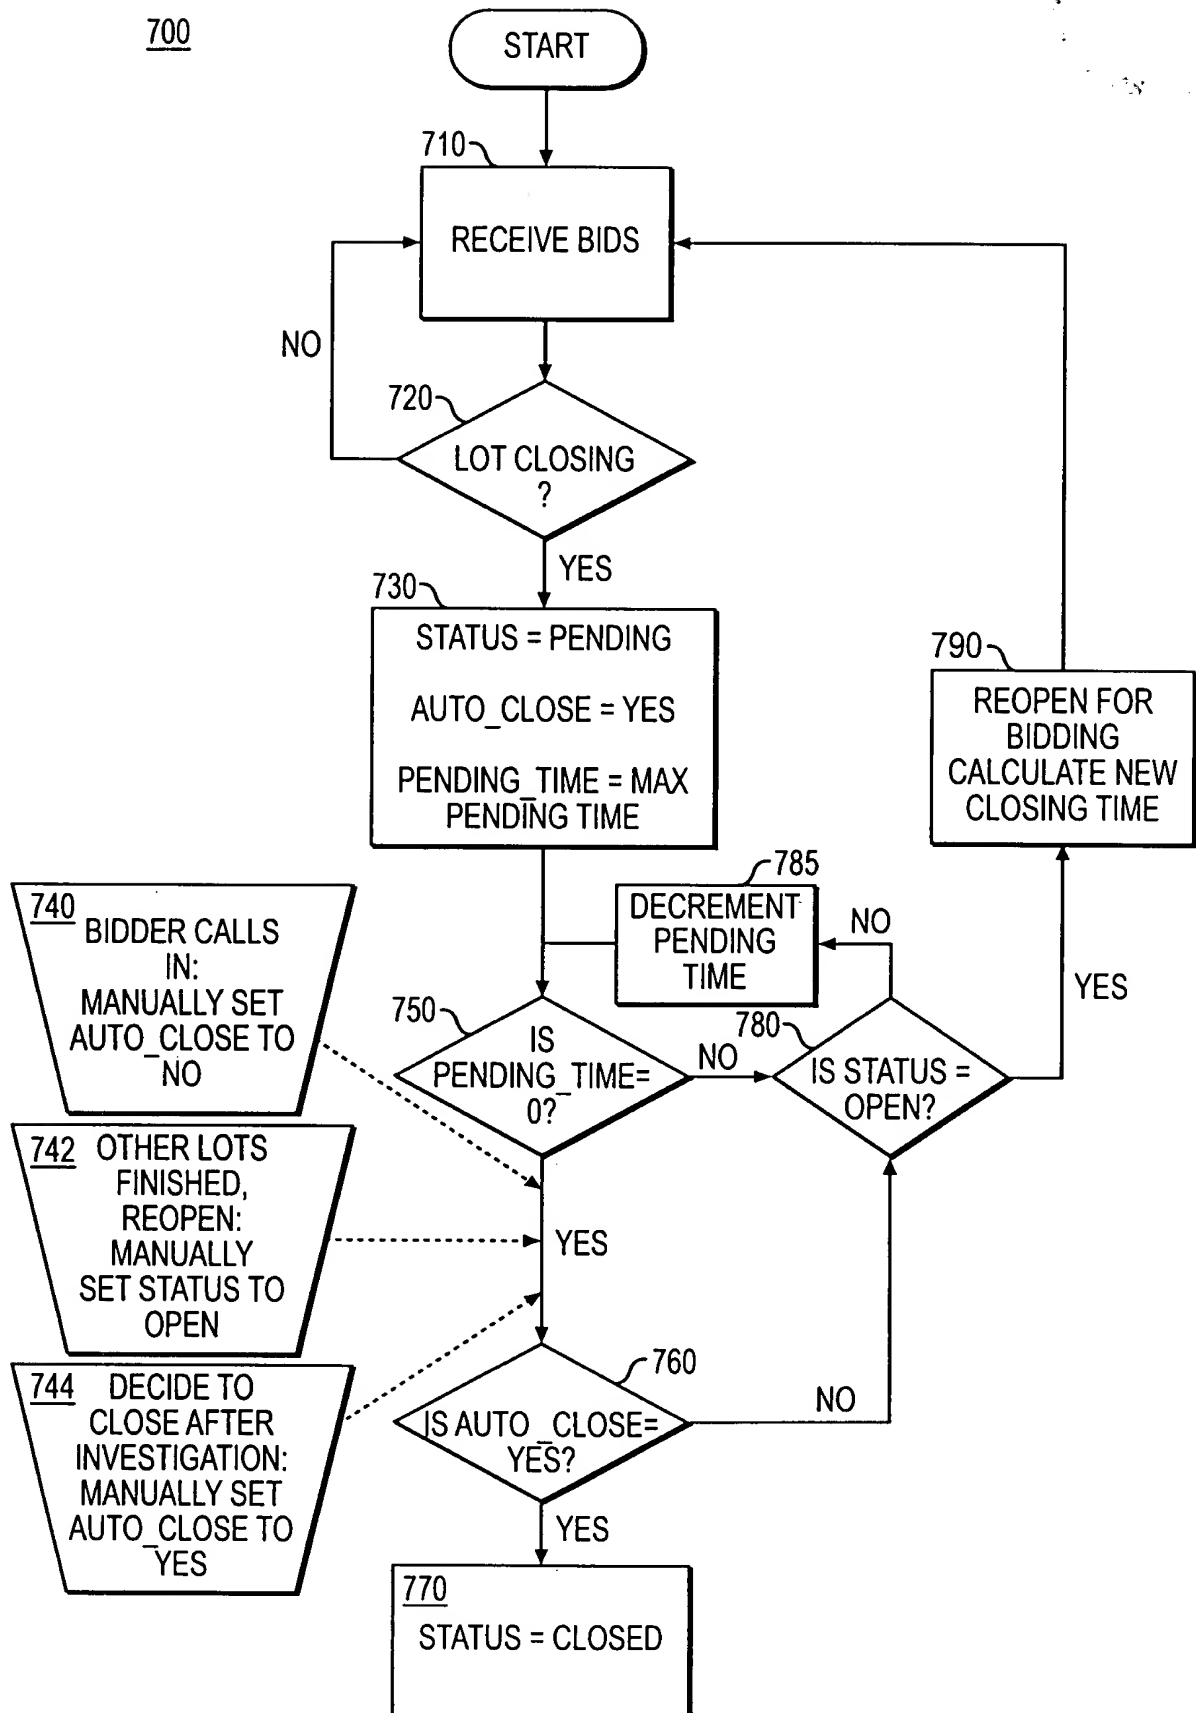 700
START
710
RECEIVE BIDS
NO
720
LOT CLOSING
?
YES
730
STATUS = PENDING
AUTO_CLOSE = YES
PENDING_TIME = MAX
PENDING TIME
790
REOPEN FOR
BIDDING
CALCULATE NEW
CLOSING TIME
785
DECREMENT
PENDING
TIME
NO
YES
740
BIDDER CALLS
IN:
MANUALLY SET
AUTO_CLOSE TO
NO
750
IS
PENDING_TIME=
0?
NO
780
IS STATUS =
OPEN?
742
OTHER LOTS
FINISHED,
REOPEN:
MANUALLY
SET STATUS TO
OPEN
YES
744
DECIDE TO
CLOSE AFTER
INVESTIGATION:
MANUALLY SET
AUTO_CLOSE TO
YES
760
IS AUTO_CLOSE=
YES?
NO
YES
770
STATUS = CLOSED